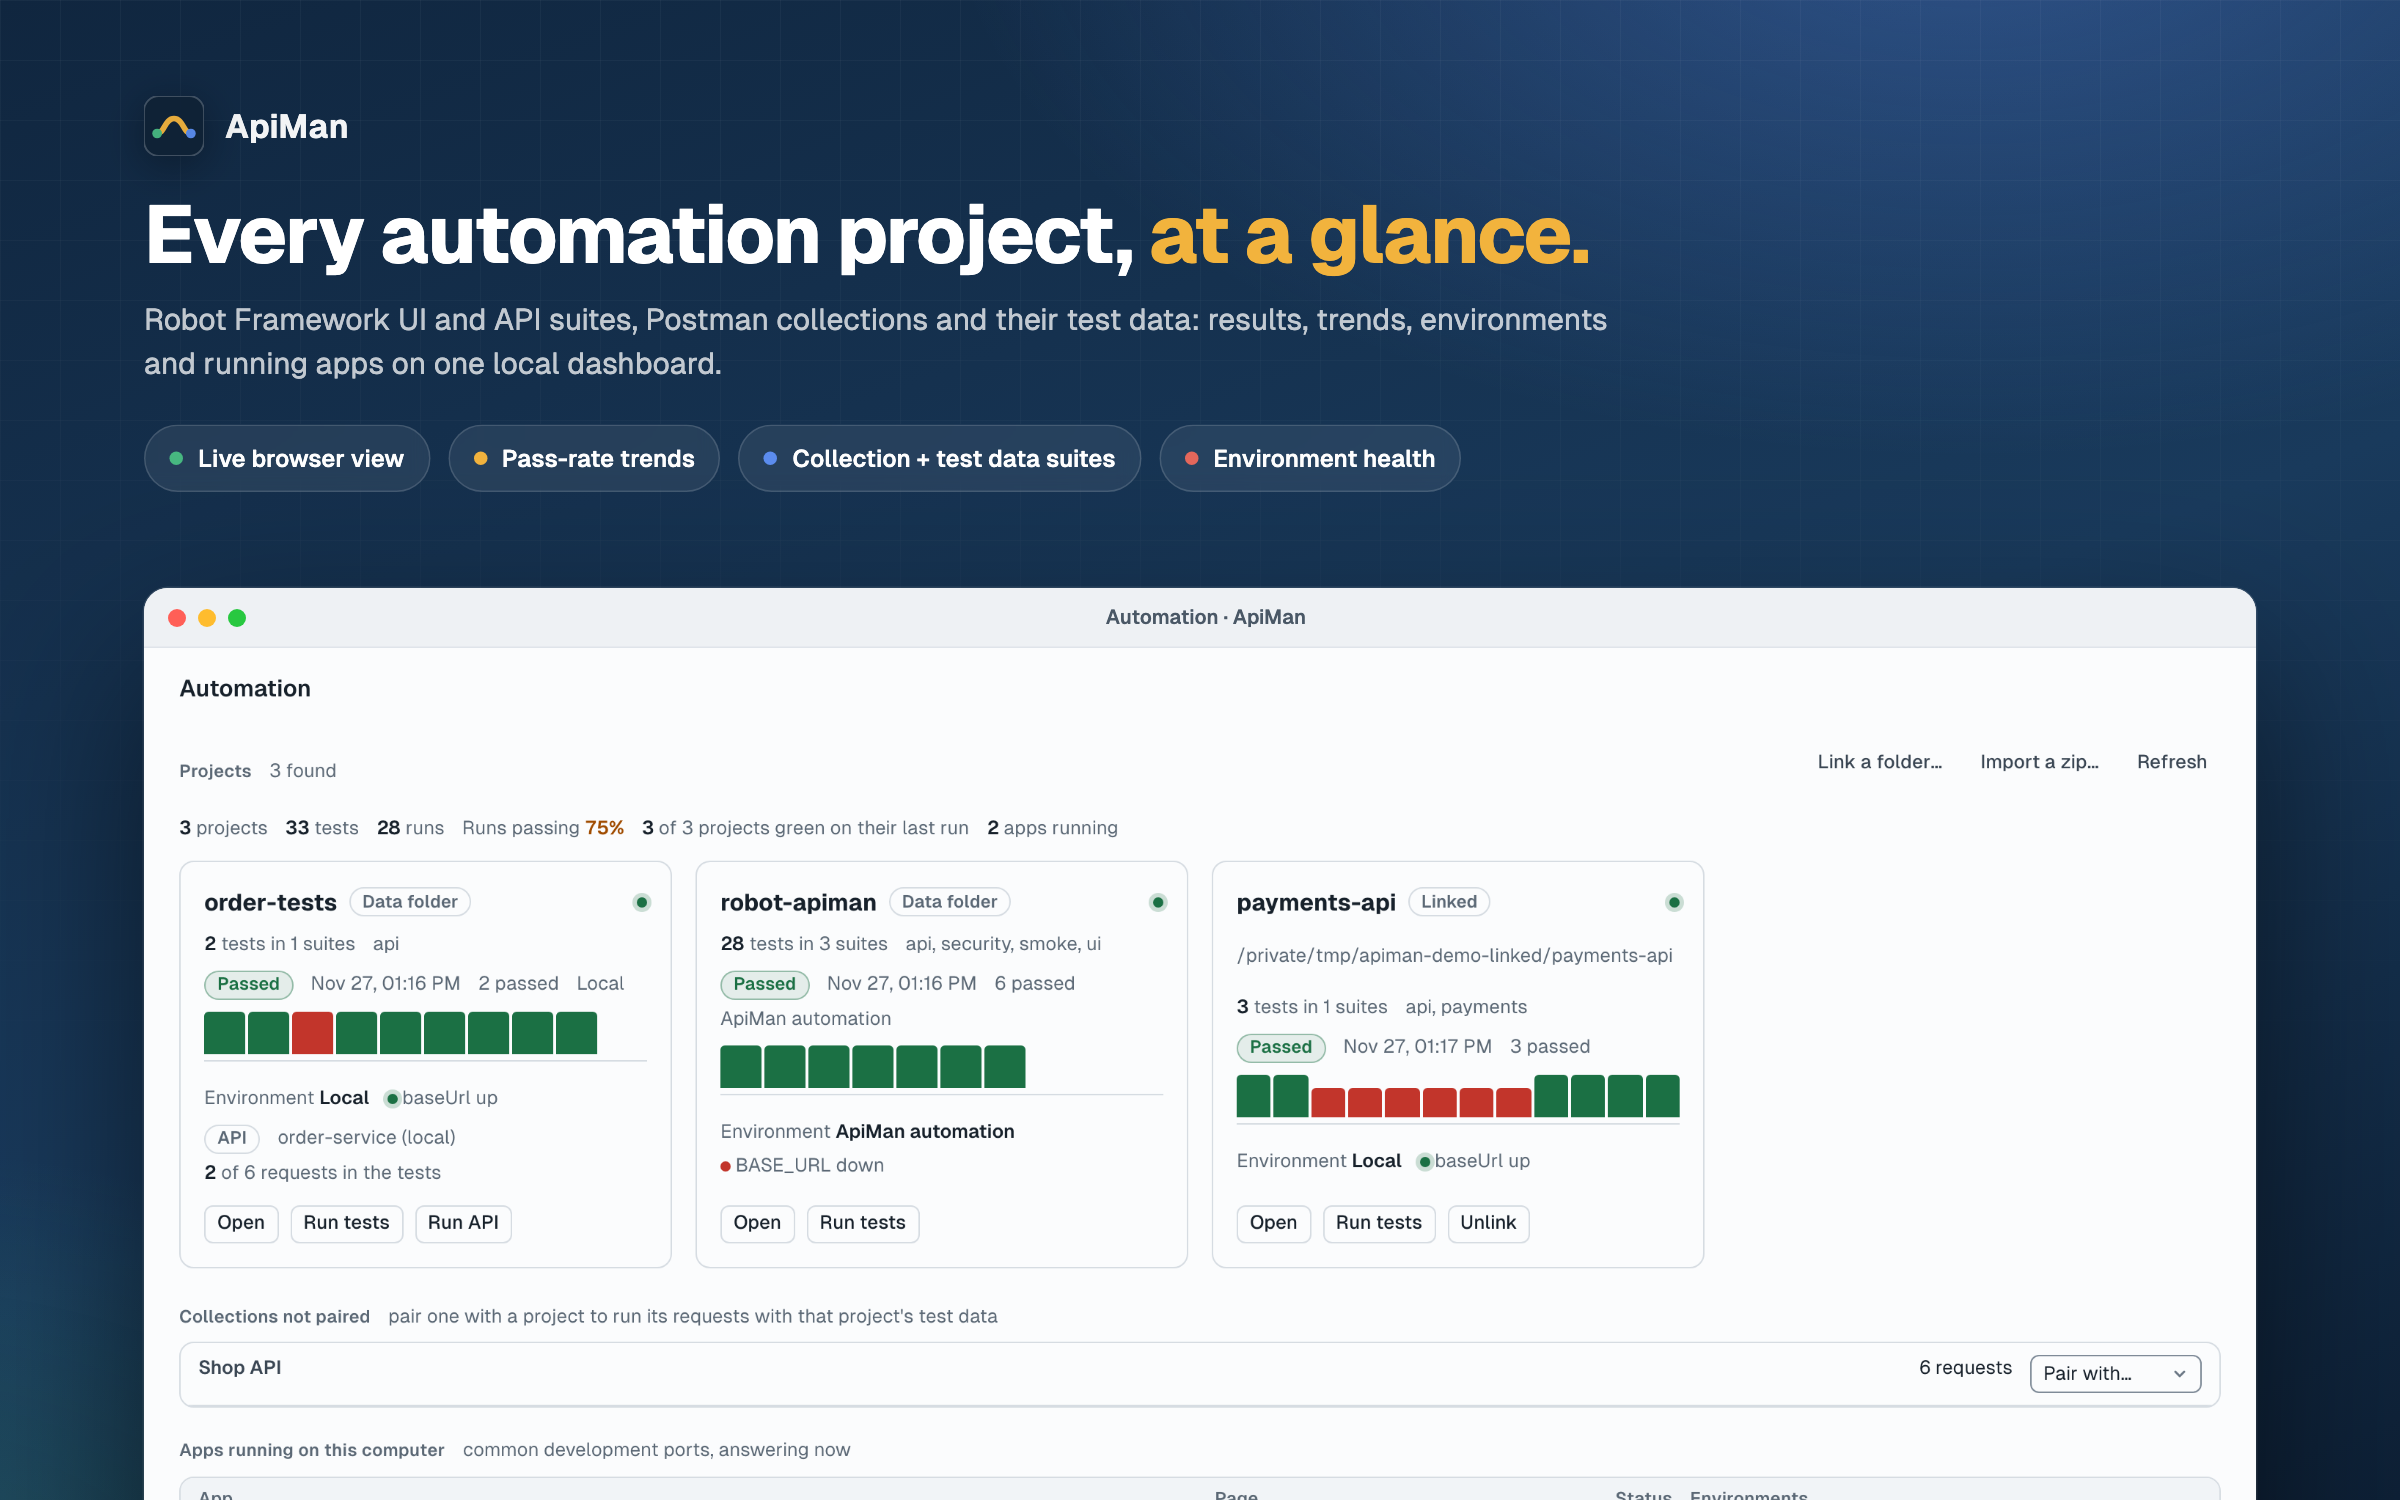 ApiMan
Every automation project, at a glance.
Robot Framework UI and API suites, Postman collections and their test data: results, trends, environments
and running apps on one local dashboard.
Live browser view
Pass-rate trends
Collection + test data suites
Environment health
Automation · ApiMan
Automation
Projects 3 found
Link a folder... Import a zip... Refresh
3 projects 33 tests 28 runs Runs passing 75% 3 of 3 projects green on their last run 2 apps running
order-tests Data folder
2 tests in 1 suites api
Passed Nov 27, 01:16 PM 2 passed Local
Environment Local baseUrl up
API order-service (local)
2 of 6 requests in the tests
Open Run tests Run API
robot-apiman Data folder
28 tests in 3 suites api, security, smoke, ui
Passed Nov 27, 01:16 PM 6 passed
ApiMan automation
Environment ApiMan automation
BASE_URL down
Open Run tests
payments-api Linked
/private/tmp/apiman-demo-linked/payments-api
3 tests in 1 suites api, payments
Passed Nov 27, 01:17 PM 3 passed
Environment Local baseUrl up
Open Run tests Unlink
Collections not paired pair one with a project to run its requests with that project's test data
Shop API 6 requests Pair with...
Apps running on this computer common development ports, answering now
App Page Status Environments